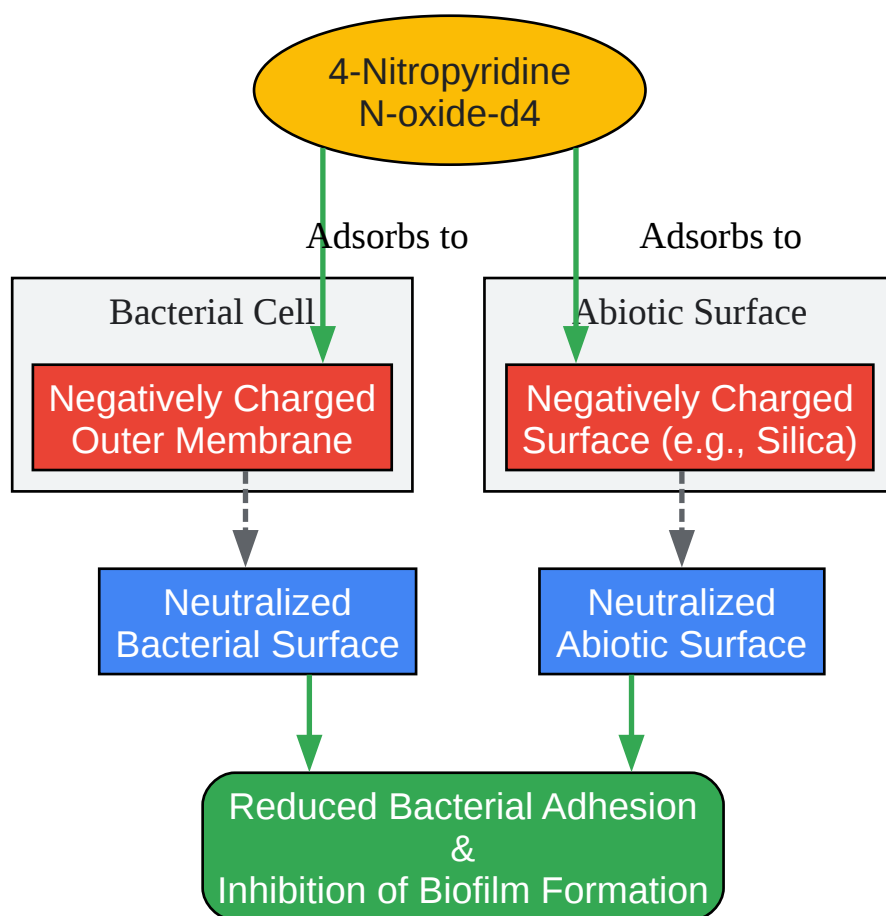 4-Nitropyridine
N-oxide-d4
Adsorbs to
Adsorbs to
Bacterial Cell
Abiotic Surface
Negatively Charged
Outer Membrane
Negatively Charged
Surface (e.g., Silica)
Neutralized
Bacterial Surface
Neutralized
Abiotic Surface
Reduced Bacterial Adhesion
&
Inhibition of Biofilm Formation